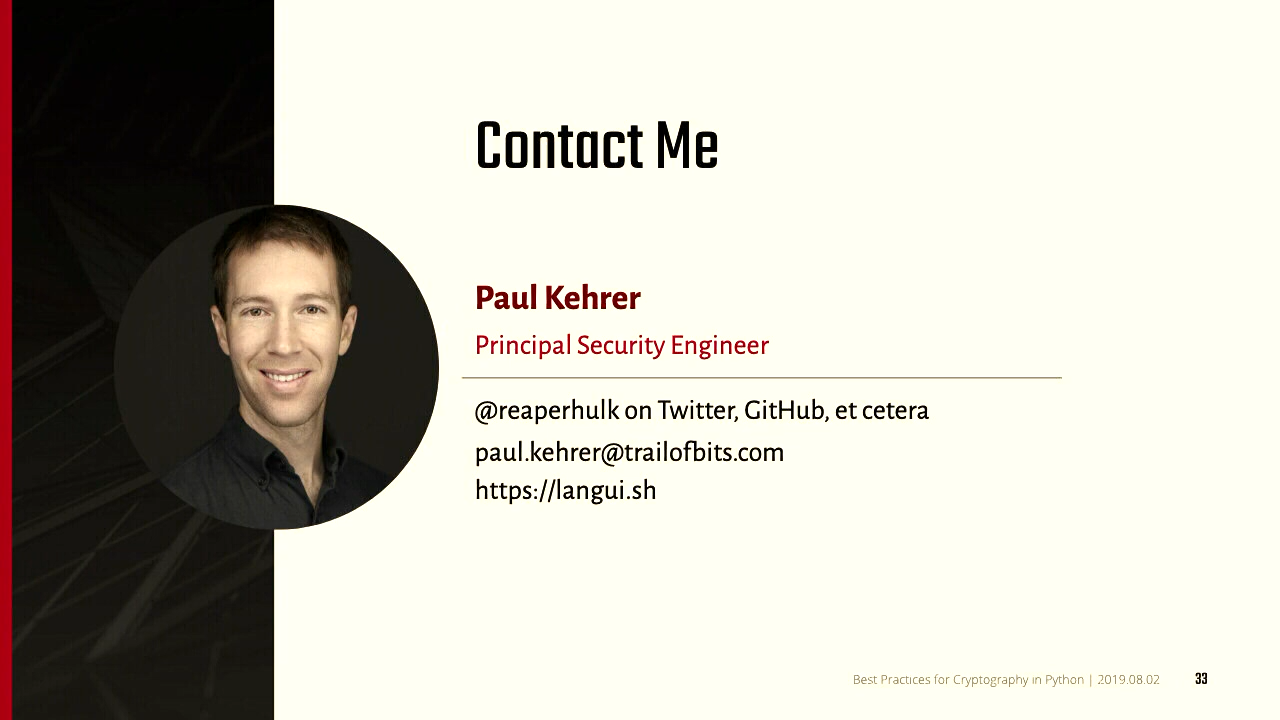 Contact Me
Paul Kehrer
Principal Security Engineer
@reaperhulk on Twitter, GitHub, et cetera
paul.kehrer@trailofbits.com
https://langui.sh
Best Practices for Cryptography in Python | 2019.08.02 33